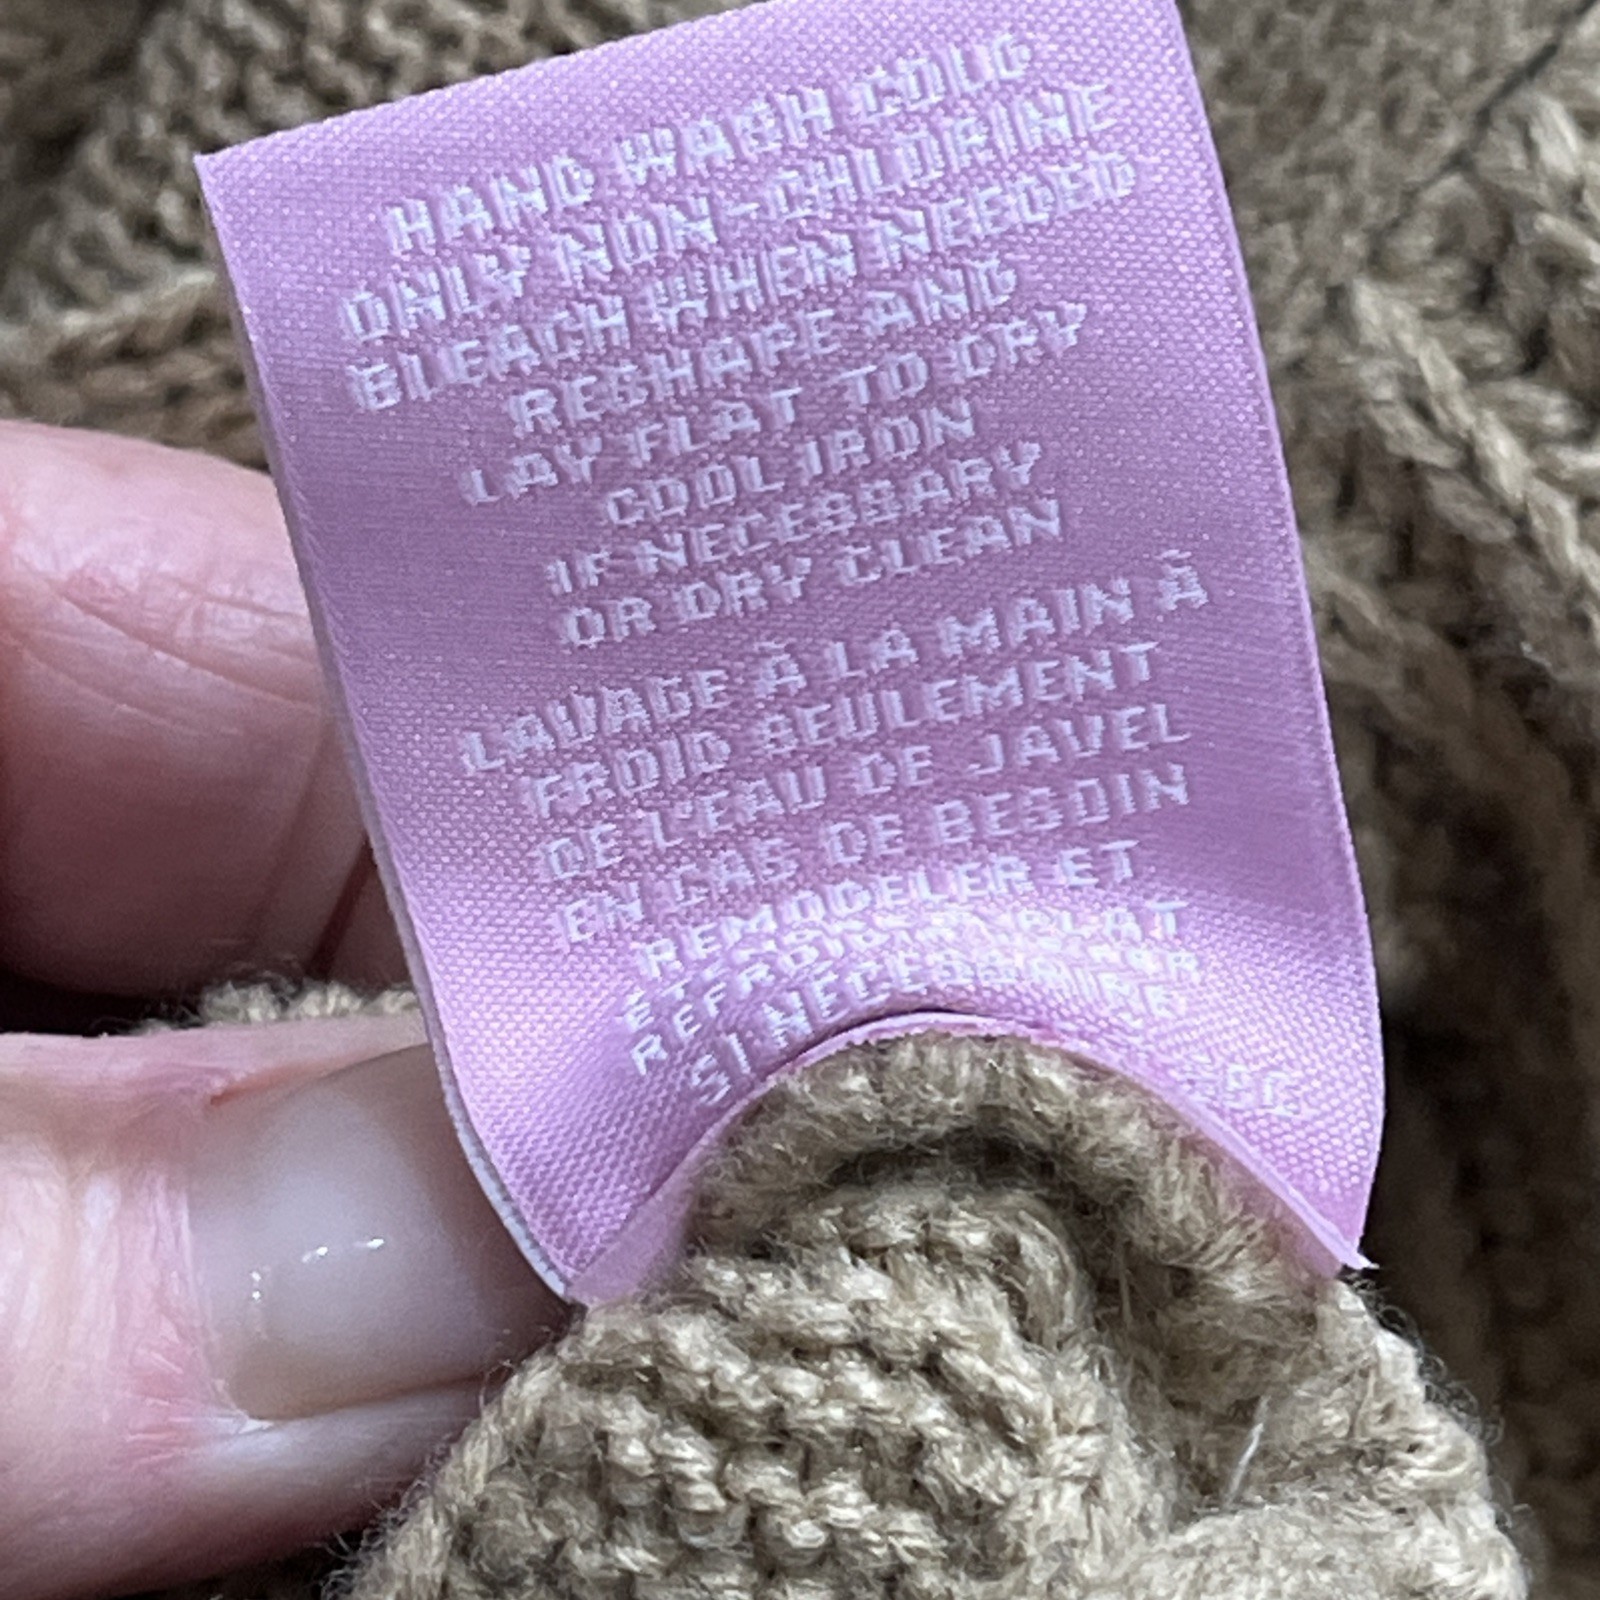 HAND WASH COLD
ONLY NON-CHLORINE
BLEACH WHEN NEEDED
RESHAPE AND
LAY FLAT TO DRY
COOL IRON
IF NECESSARY
OR DRY CLEAN
LAVAGE À LA MAIN À
FROID SEULEMENT
DE L'EAU DE JAVEL
EN CAS DE BESOIN
REMODELER ET
PLAT
SI NECESSAIRE